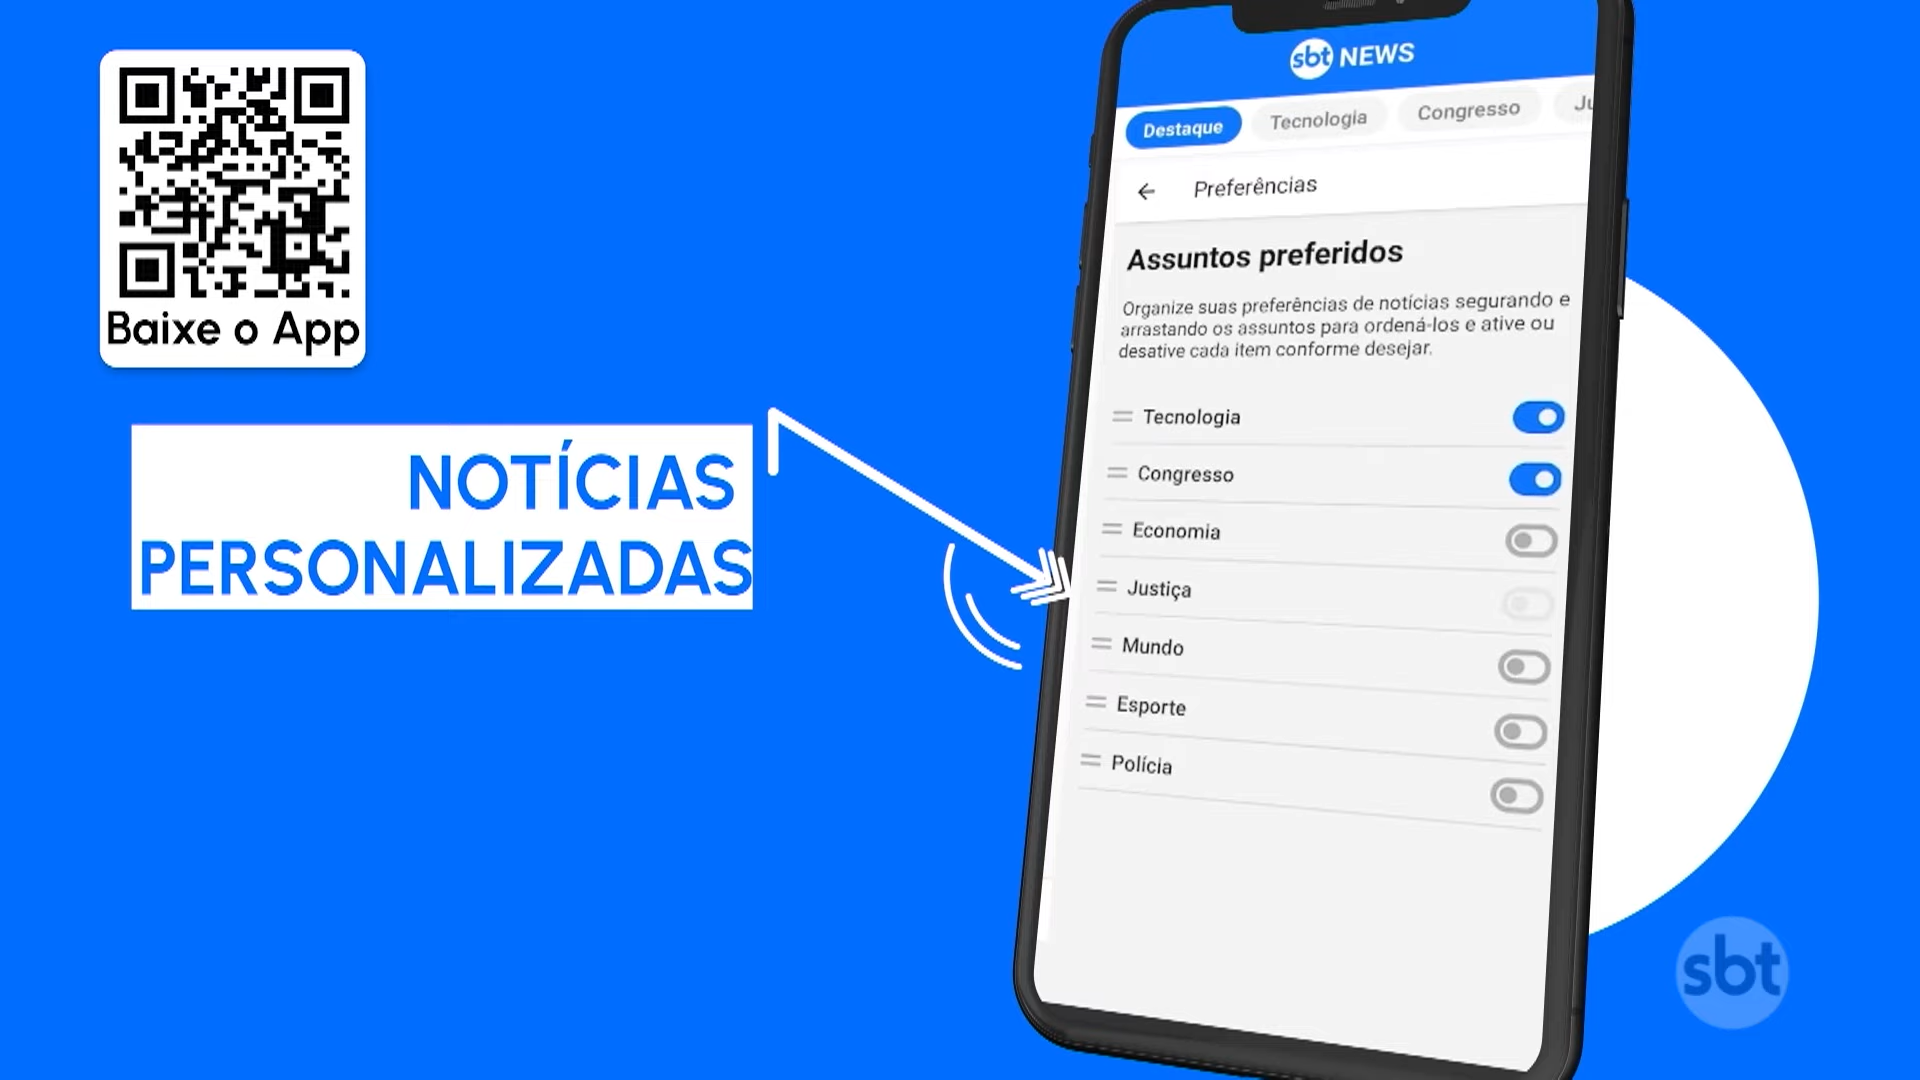 Baixe o App
NOTÍCIAS
PERSONALIZADAS
sbt NEWS
Destaque Tecnologia Congresso Ju
Preferências
Assuntos preferidos
Organize suas preferências de notícias segurando e
arrastando os assuntos para ordená-los e ative ou
desative cada item conforme desejar.
Tecnologia
Congresso
Economia
Justiça
Mundo
Esporte
Polícia
sbt